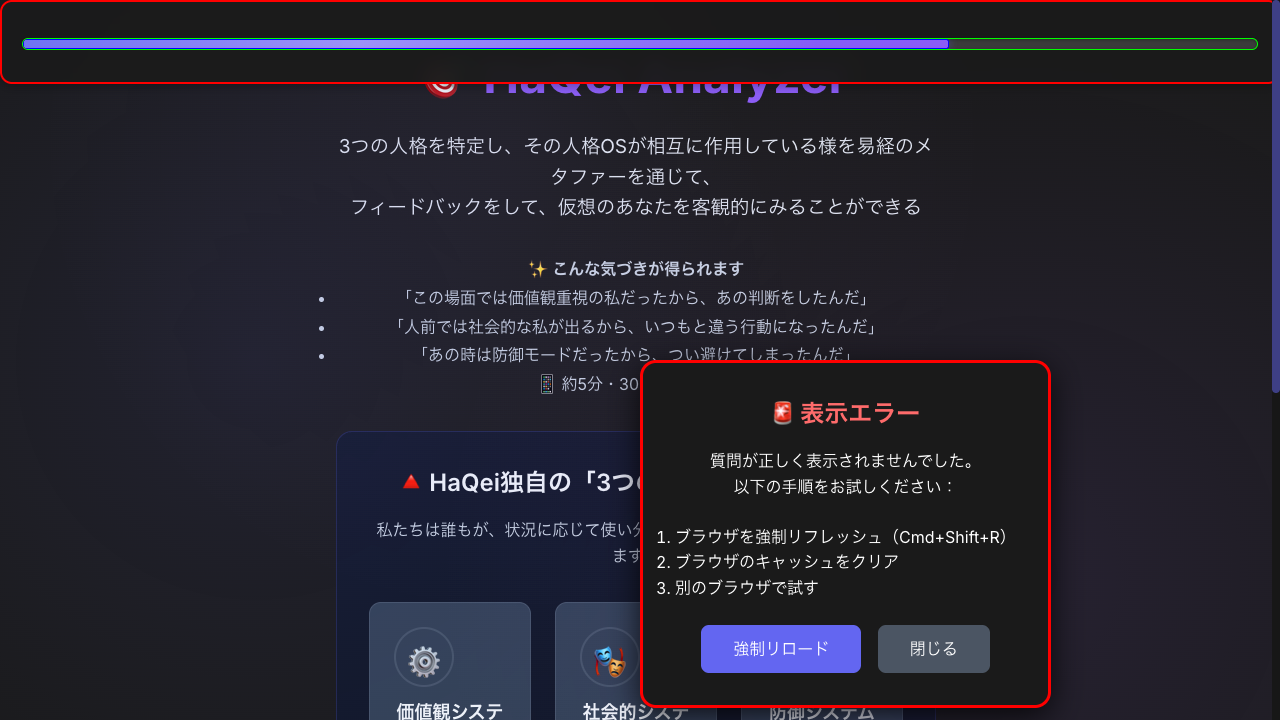 HaQei Analyzer
3つの人格を特定し、その人格OSが相互に作用している様を易経のメ
タファーを通じて、
フィードバックをして、仮想のあなたを客観的にみることができる
✨ こんな気づきが得られます
「この場面では価値観重視の私だったから、あの判断をしたんだ」
「人前では社会的な私が出るから、いつもと違う行動になったんだ」
「あの時は防御モードだったから、つい避けてしまったんだ」
📱 約5分・30
🔺 HaQei独自の「3つ
私たちは誰もが、状況に応じて使い
ます
価値観システ
社会的システ
防御システム
🚨 表示エラー
質問が正しく表示されませんでした。
以下の手順をお試しください：
1. ブラウザを強制リフレッシュ（Cmd+Shift+R）
2. ブラウザのキャッシュをクリア
3. 別のブラウザで試す
強制リロード
閉じる